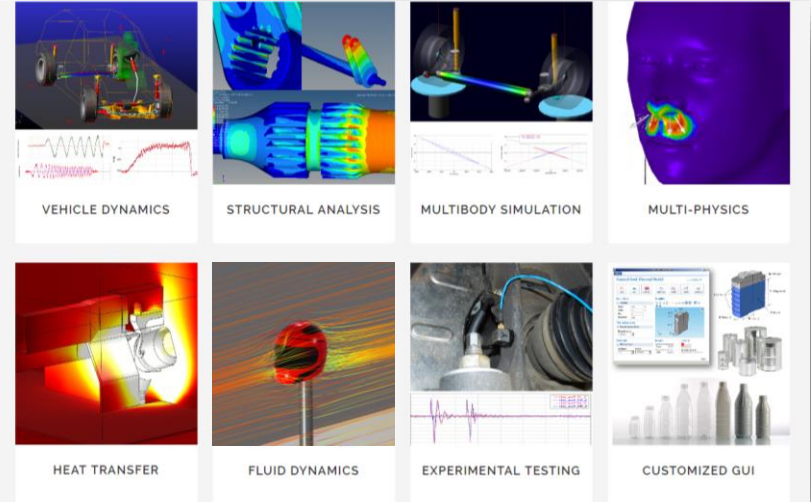 VEHICLE DYNAMICS
STRUCTURAL ANALYSIS
MULTIBODY SIMULATION
MULTI-PHYSICS
HEAT TRANSFER
FLUID DYNAMICS
EXPERIMENTAL TESTING
CUSTOMIZED GUI